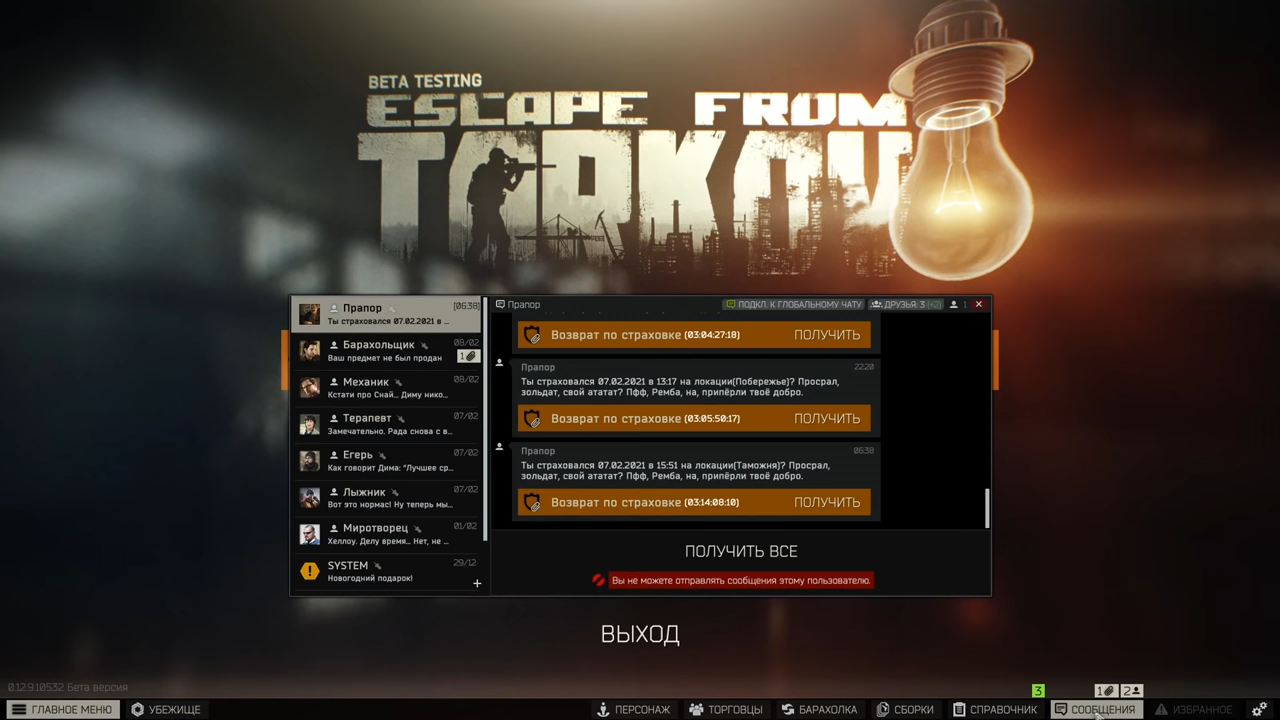 BETA TESTING
ESCAPE FROM
TARKOV
Прапор
[06:38]
Ты страховался 07.02.2021 в ...
Барахольщик
08/02
Ваш предмет не был продан
1
Механик
08/02
Кстати про Снай... Диму нико...
Терапевт
07/02
Замечательно. Рада снова с в...
Егерь
07/02
Как говорит Дима: "Лучшее ср...
Лыжник
07/02
Вот это нормас! Ну теперь мы...
Миротворец
01/02
Хеллоу. Делу время... Нет, не ...
SYSTEM
29/12
Новогодний подарок!
+
Прапор
ПОДКЛ. К ГЛОБАЛЬНОМУ ЧАТУ
ДРУЗЬЯ: 3 (+2)
1
Возврат по страховке (03:04:27:18)
ПОЛУЧИТЬ
Прапор
22:20
Ты страховался 07.02.2021 в 13:17 на локации(Побережье)? Просрал,
зольдат, свой ататат? Пфф, Ремба, на, припёрли твоё добро.
Возврат по страховке (03:05:50:17)
ПОЛУЧИТЬ
Прапор
06:38
Ты страховался 07.02.2021 в 15:51 на локации(Таможня)? Просрал,
зольдат, свой ататат? Пфф, Ремба, на, припёрли твоё добро.
Возврат по страховке (03:14:08:10)
ПОЛУЧИТЬ
ПОЛУЧИТЬ ВСЕ
Вы не можете отправлять сообщения этому пользователю.
ВЫХОД
0.12.9.10532 Бета версия
3
1
2
ГЛАВНОЕ МЕНЮ
УБЕЖИЩЕ
ПЕРСОНАЖ
ТОРГОВЦЫ
БАРАХОЛКА
СБОРКИ
СПРАВОЧНИК
СООБЩЕНИЯ
ИЗБРАННОЕ